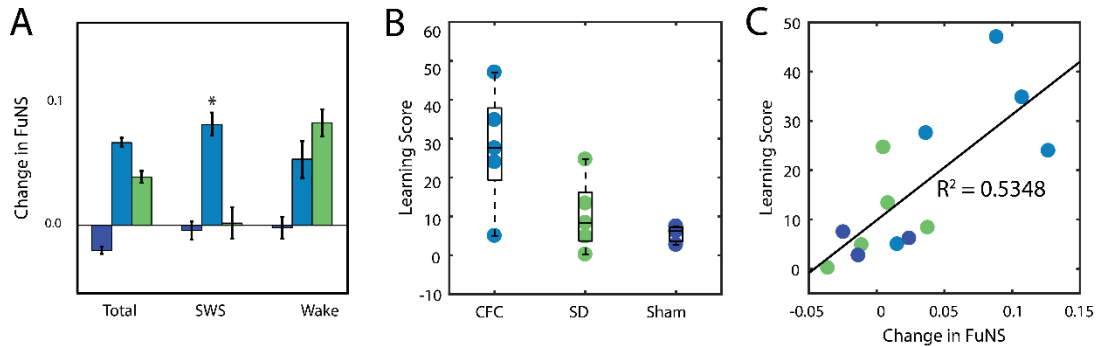 A
Change in FuNS
0.1
0.0
*
Total SWS Wake
B
Learning Score
60
50
40
30
20
10
0
-10
CFC SD Sham
C
Learning Score
50
40
30
20
10
0
R² = 0.5348
-0.05 0 0.05 0.1 0.15
Change in FuNS